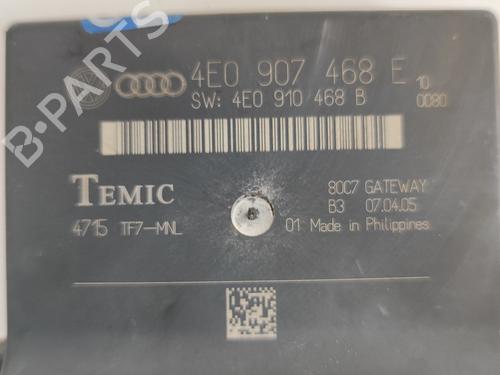 4E0 907 468 E 10
SW: 4E0 910 468 B 0080
TEMIC
80C7 GATEWAY
B3 07.04.05
4715 TF7-MNL
01 Made in Philippines
B-PARTS